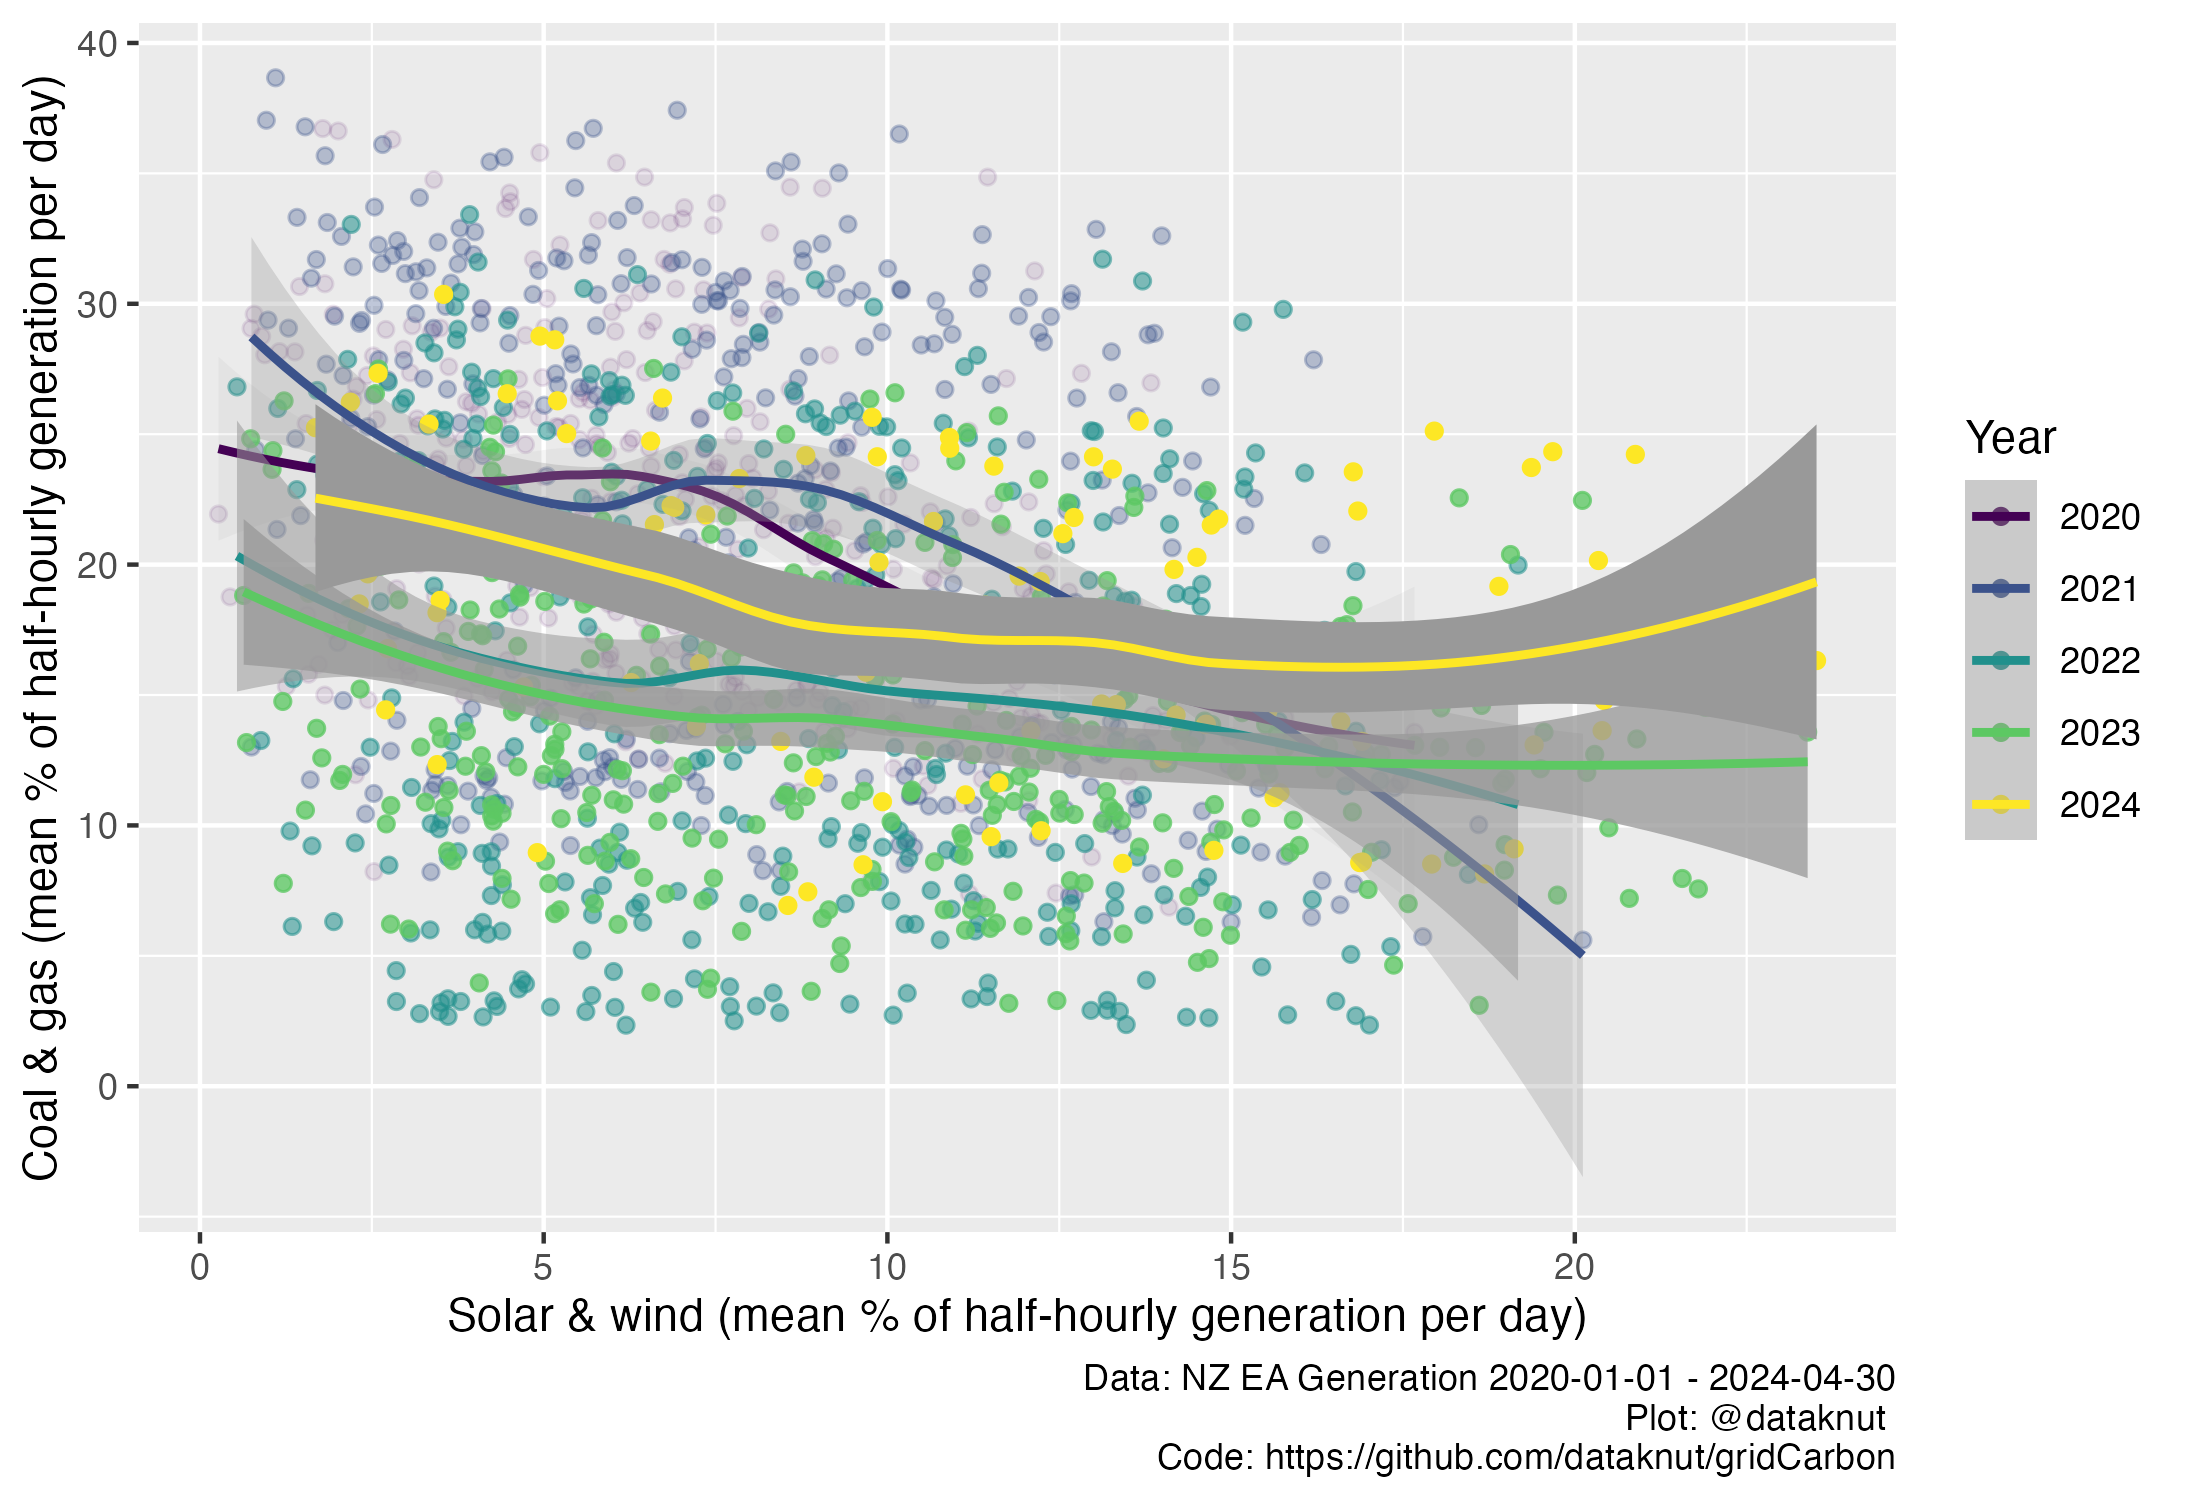 Coal & gas (mean % of half-hourly generation per day)
40
30
20
10
0
0
5
10
15
20
Solar & wind (mean % of half-hourly generation per day)
Year
2020
2021
2022
2023
2024
Data: NZ EA Generation 2020-01-01 - 2024-04-30
Plot: @dataknut
Code: https://github.com/dataknut/gridCarbon